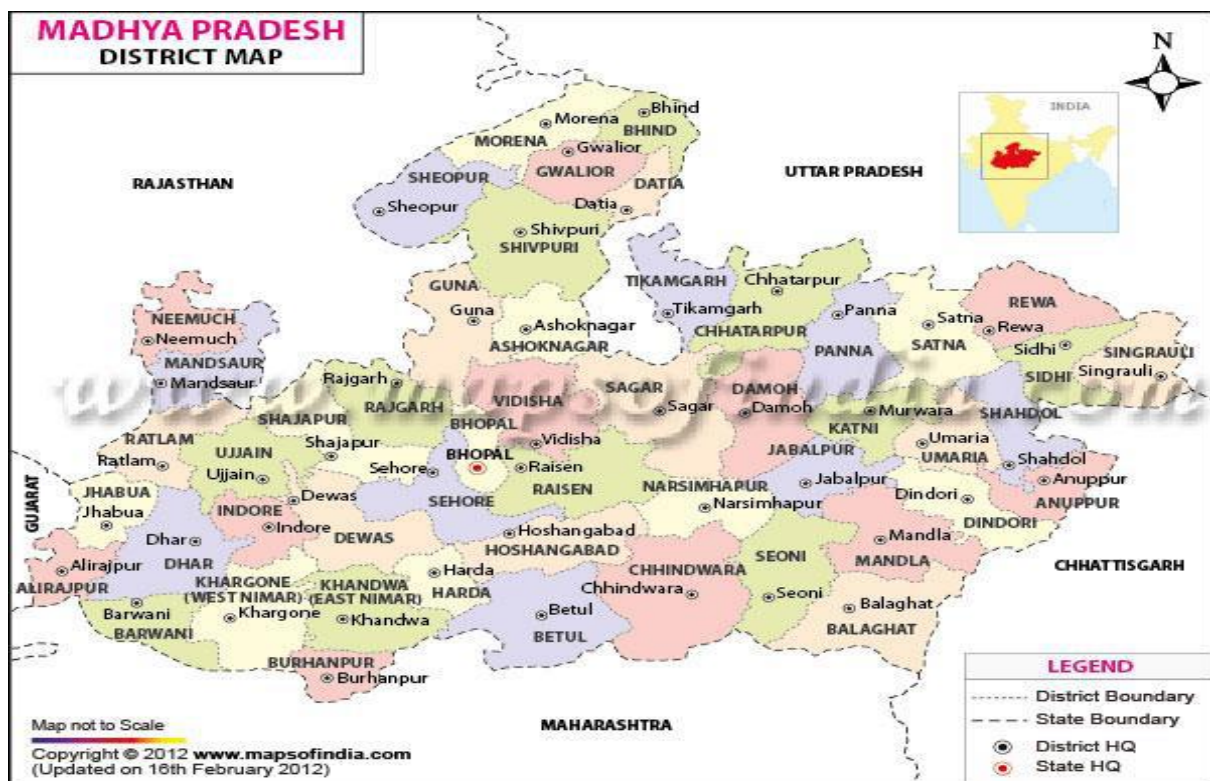 MADHYA PRADESH
DISTRICT MAP
N
INDIA
RAJASTHAN
UTTAR PRADESH
GUJARAT
CHHATTISGARH
MAHARASHTRA
Morena
MORENA
Bhind
BHIND
Gwalior
GWALIOR
SHEOPUR
Sheopur
DATIA
Datia
Shivpuri
SHIVPURI
GUNA
Guna
Ashoknagar
ASHOKNAGAR
TIKAMGARH
Tikamgarh
Chhatarpur
CHHATARPUR
Panna
PANNA
Satna
SATNA
REWA
Rewa
Sidhi
SIDHI
SINGRAULI
Singrauli
NEEMUCH
Neemuch
MANDSAUR
Mandsaur
www.mapsofindia.com
Rajgarh
RAJGARH
VIDISHA
Vidisha
SAGAR
Sagar
DAMOH
Damoh
Murwara
KATNI
SHAHDOL
Shahdol
SHAJAPUR
Shajapur
BHOPAL
BHOPAL
RATLAM
Ratlam
UJJAIN
Ujjain
Sehore
SEHORE
Raisen
RAISEN
JABALPUR
Jabalpur
Umaria
UMARIA
Anuppur
ANUPPUR
JHABUA
Jhabua
Dewas
DEWAS
INDORE
Indore
NARSIMHAPUR
Narsimhapur
Dindori
DINDORI
Dhar
DHAR
Hoshangabad
HOSHANGABAD
SEONI
Seoni
Mandla
MANDLA
Alirajpur
ALIRAJPUR
KHARGONE
(WEST NIMAR)
Khargone
KHANDWA
(EAST NIMAR)
Khandwa
Harda
HARDA
CHHINDWARA
Chhindwara
Barwani
BARWANI
Betul
BETUL
Balaghat
BALAGHAT
BURHANPUR
Burhanpur
Map not to Scale
Copyright © 2012 www.mapsofindia.com
(Updated on 16th February 2012)
LEGEND
District Boundary
State Boundary
District HQ
State HQ